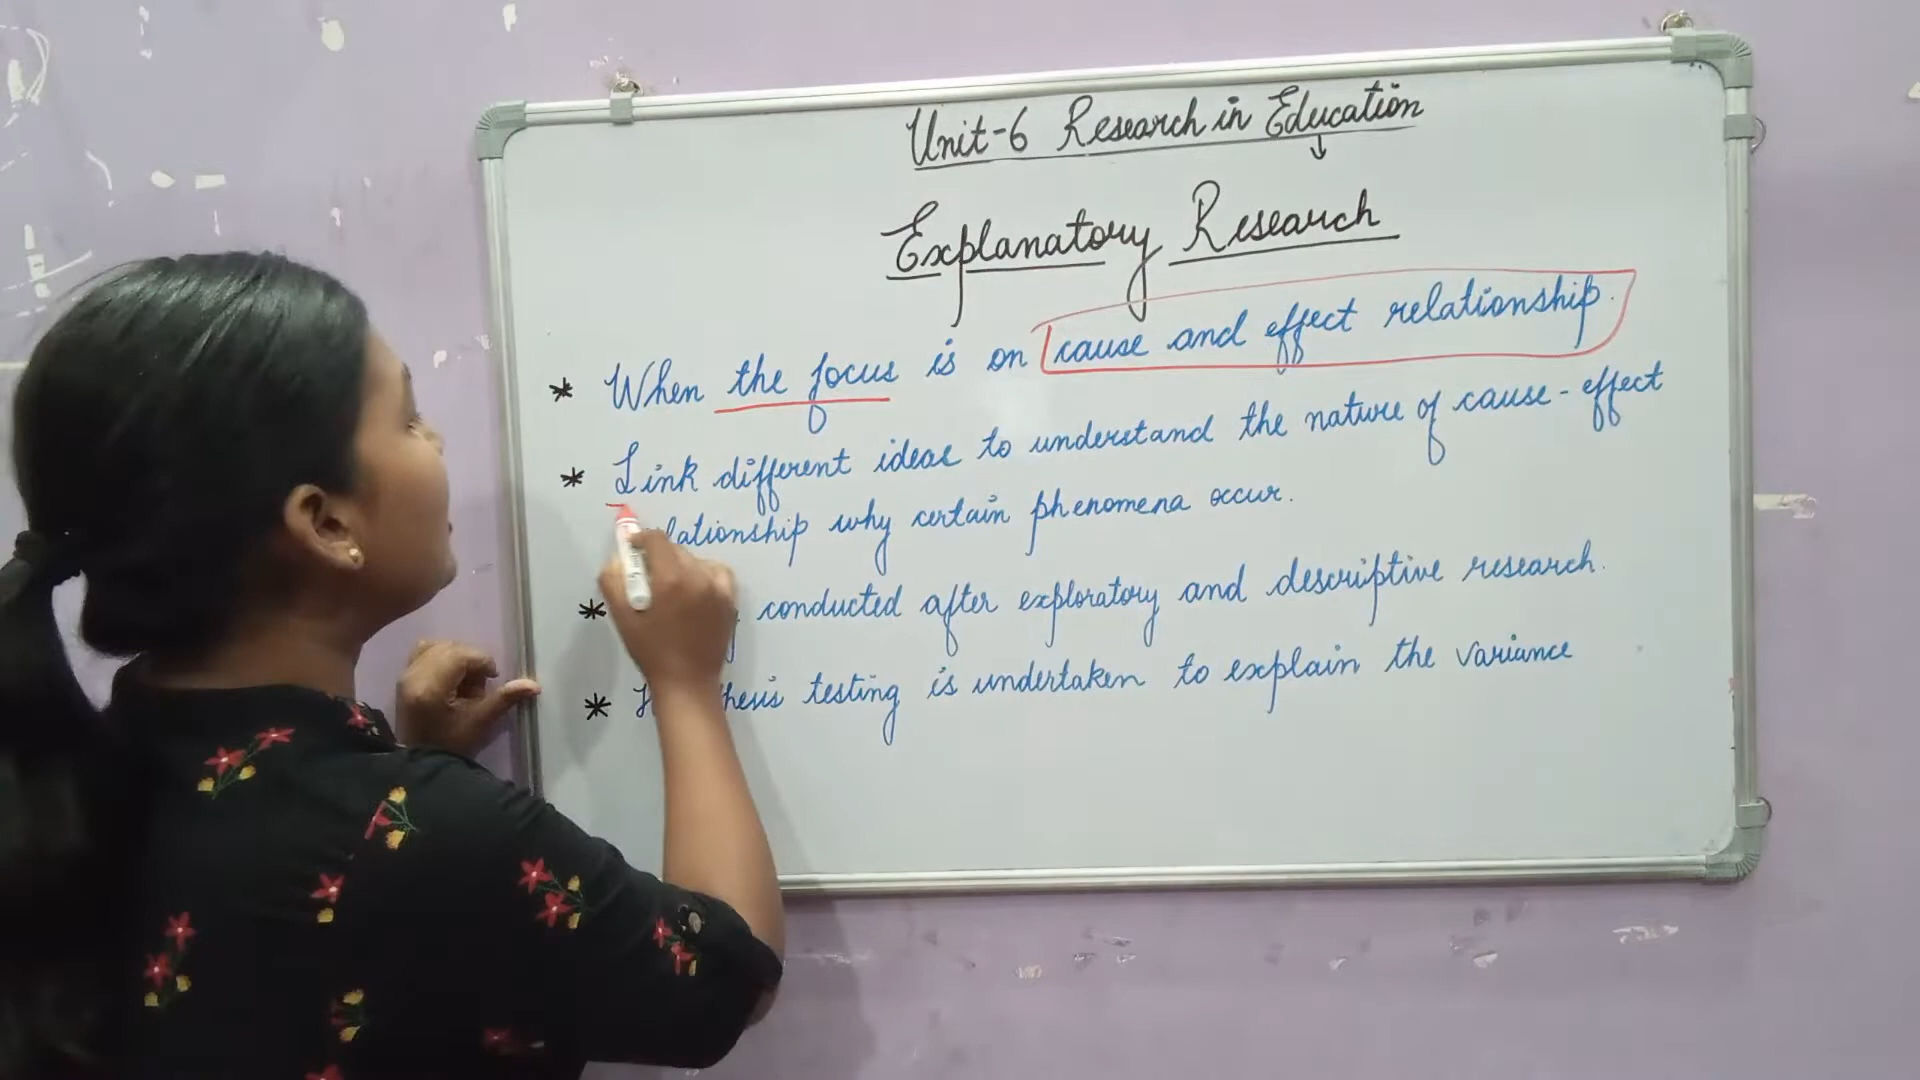 Unit-6 Research in Education
↓
Explanatory Research
* When the focus is on cause and effect relationship.
* Link different ideas to understand the nature of cause-effect
lationship why certain phenomena occur.
* conducted after exploratory and descriptive research.
* H hesis testing is undertaken to explain the variance